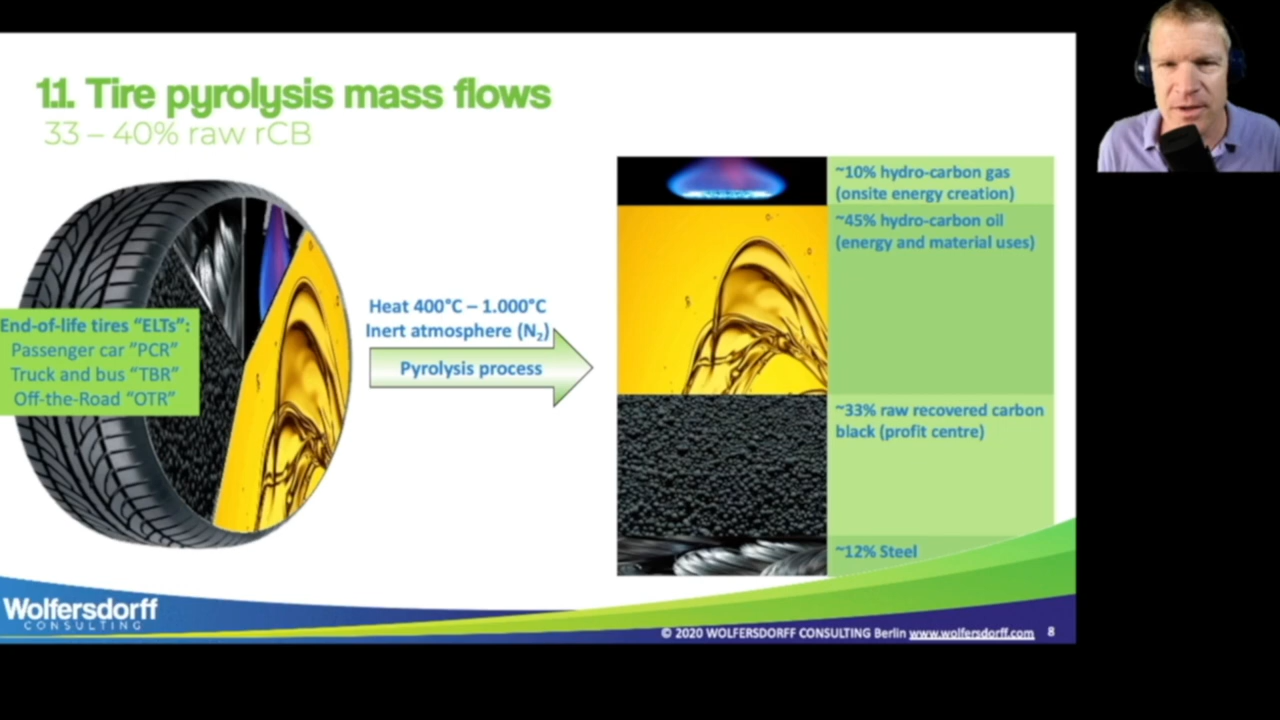 1.1. Tire pyrolysis mass flows
33 – 40% raw rCB
End-of-life tires “ELTs”:
Passenger car ”PCR”
Truck and bus “TBR”
Off-the-Road “OTR”
Heat 400°C – 1.000°C
Inert atmosphere (N₂)
Pyrolysis process
~10% hydro-carbon gas
(onsite energy creation)
~45% hydro-carbon oil
(energy and material uses)
~33% raw recovered carbon
black (profit centre)
~12% Steel
Wolfersdorff
CONSULTING
© 2020 WOLFERSDORFF CONSULTING Berlin www.wolfersdorff.com 8